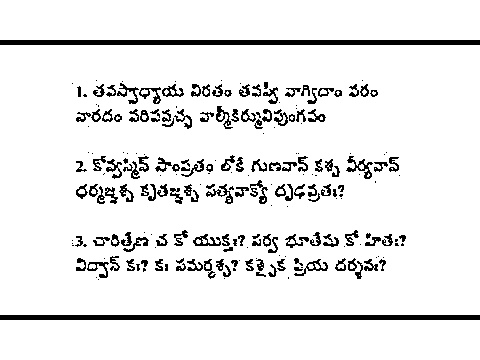 1. తపస్వాధ్యాయ నిరతం తపస్వీ వాగ్విదాం వరం
నారదం పరిపప్రచ్ఛ వాల్మీకిర్మునిపుంగవం
2. కోవ్వస్మిన్ సాంప్రతం లోకే గుణవాన్ కశ్చ వీర్యవాన్
ధర్మజ్ఞశ్చ కృతజ్ఞశ్చ సత్యవాక్యో దృఢవ్రతః?
3. చారిత్రేణ చ కో యుక్తః? సర్వ భూతేషు కో హితః?
విద్వాన్ కః? కః సమర్థశ్చ? కశ్చైక ప్రియ దర్శనః?